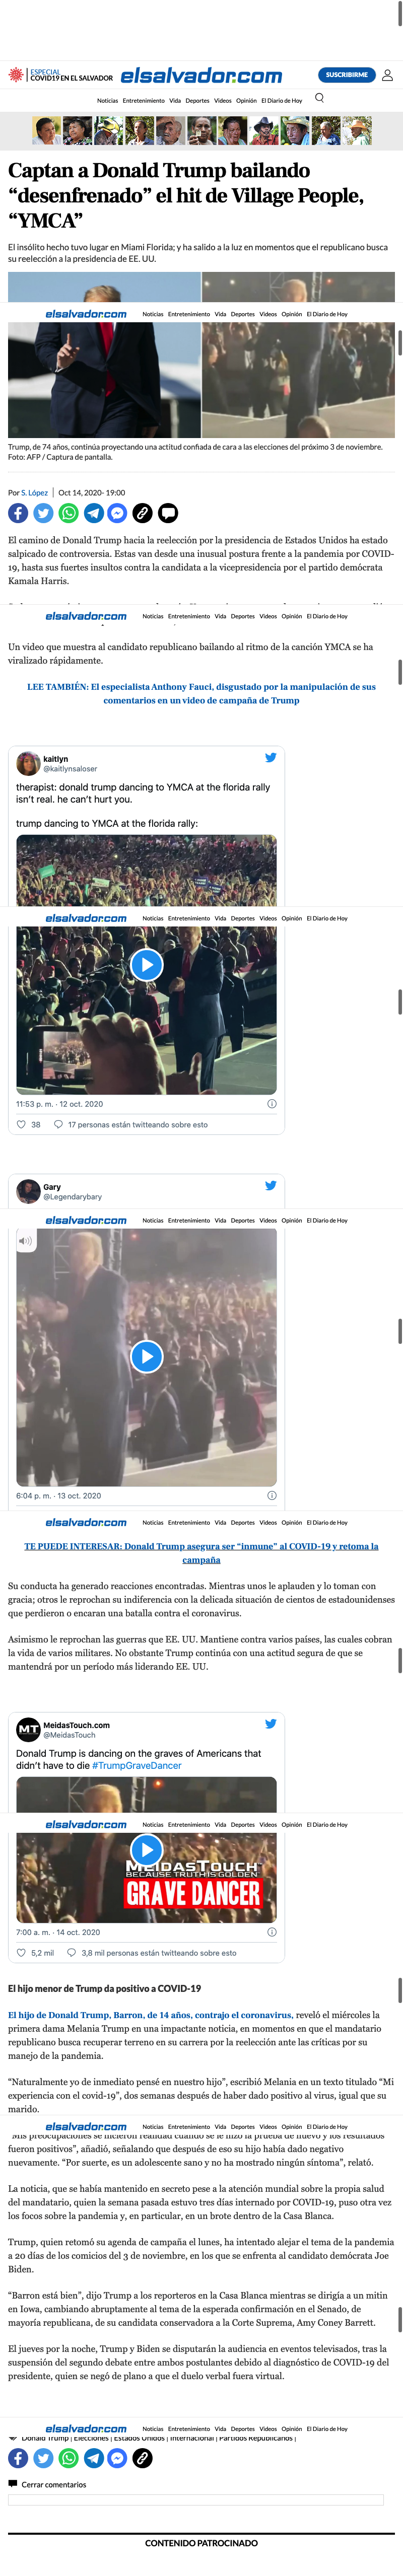 ESPECIAL
COVID19 EN EL SALVADOR
elsalvador.com
SUSCRIBIRME
Noticias Entretenimiento Vida Deportes Videos Opinión El Diario de Hoy
Captan a Donald Trump bailando
“desenfrenado” el hit de Village People,
“YMCA”
El insólito hecho tuvo lugar en Miami Florida; y ha salido a la luz en momentos que el republicano busca
su reelección a la presidencia de EE. UU.
elsalvador.com Noticias Entretenimiento Vida Deportes Videos Opinión El Diario de Hoy
Trump, de 74 años, continúa proyectando una actitud confiada de cara a las elecciones del próximo 3 de noviembre.
Foto: AFP / Captura de pantalla.
Por S. López | Oct 14, 2020- 19:00
El camino de Donald Trump hacia la reelección por la presidencia de Estados Unidos ha estado
salpicado de controversia. Estas van desde una inusual postura frente a la pandemia por COVID-
19, hasta sus fuertes insultos contra la candidata a la vicepresidencia por el partido demócrata
Kamala Harris.
elsalvador.com Noticias Entretenimiento Vida Deportes Videos Opinión El Diario de Hoy
Un video que muestra al candidato republicano bailando al ritmo de la canción YMCA se ha
viralizado rápidamente.
LEE TAMBIÉN: El especialista Anthony Fauci, disgustado por la manipulación de sus
comentarios en un video de campaña de Trump
kaitlyn
@kaitlynsaloser
therapist: donald trump dancing to YMCA at the florida rally
isn’t real. he can’t hurt you.
trump dancing to YMCA at the florida rally:
elsalvador.com Noticias Entretenimiento Vida Deportes Videos Opinión El Diario de Hoy
11:53 p. m. · 12 oct. 2020
38 17 personas están twitteando sobre esto
Gary
@Legendarybary
elsalvador.com Noticias Entretenimiento Vida Deportes Videos Opinión El Diario de Hoy
6:04 p. m. · 13 oct. 2020
elsalvador.com Noticias Entretenimiento Vida Deportes Videos Opinión El Diario de Hoy
TE PUEDE INTERESAR: Donald Trump asegura ser “inmune” al COVID-19 y retoma la
campaña
Su conducta ha generado reacciones encontradas. Mientras unos le aplauden y lo toman con
gracia; otros le reprochan su indiferencia con la delicada situación de cientos de estadounidenses
que perdieron o encaran una batalla contra el coronavirus.
Asimismo le reprochan las guerras que EE. UU. Mantiene contra varios países, las cuales cobran
la vida de varios militares. No obstante Trump continúa con una actitud segura de que se
mantendrá por un período más liderando EE. UU.
MT
MeidasTouch.com
@MeidasTouch
Donald Trump is dancing on the graves of Americans that
didn’t have to die #TrumpGraveDancer
elsalvador.com Noticias Entretenimiento Vida Deportes Videos Opinión El Diario de Hoy
MEIDASTOUCH
BECAUSE TRUTH IS GOLDEN
GRAVE DANCER
7:00 a. m. · 14 oct. 2020
5,2 mil 3,8 mil personas están twitteando sobre esto
El hijo menor de Trump da positivo a COVID-19
El hijo de Donald Trump, Barron, de 14 años, contrajo el coronavirus, reveló el miércoles la
primera dama Melania Trump en una impactante noticia, en momentos en que el mandatario
republicano busca recuperar terreno en su carrera por la reelección ante las críticas por su
manejo de la pandemia.
“Naturalmente yo de inmediato pensé en nuestro hijo”, escribió Melania en un texto titulado “Mi
experiencia con el covid-19”, dos semanas después de haber dado positivo al virus, igual que su
marido.
elsalvador.com Noticias Entretenimiento Vida Deportes Videos Opinión El Diario de Hoy
“Mis preocupaciones se hicieron realidad cuando se le hizo la prueba de nuevo y los resultados
fueron positivos”, añadió, señalando que después de eso su hijo había dado negativo
nuevamente. “Por suerte, es un adolescente sano y no ha mostrado ningún síntoma”, relató.
La noticia, que se había mantenido en secreto pese a la atención mundial sobre la propia salud
del mandatario, quien la semana pasada estuvo tres días internado por COVID-19, puso otra vez
los focos sobre la pandemia y, en particular, en un brote dentro de la Casa Blanca.
Trump, quien retomó su agenda de campaña el lunes, ha intentado alejar el tema de la pandemia
a 20 días de los comicios del 3 de noviembre, en los que se enfrenta al candidato demócrata Joe
Biden.
“Barron está bien”, dijo Trump a los reporteros en la Casa Blanca mientras se dirigía a un mitin
en Iowa, cambiando abruptamente al tema de la esperada confirmación en el Senado, de
mayoría republicana, de su candidata conservadora a la Corte Suprema, Amy Coney Barrett.
El jueves por la noche, Trump y Biden se disputarán la audiencia en eventos televisados, tras la
suspensión del segundo debate entre ambos postulantes debido al diagnóstico de COVID-19 del
presidente, quien se negó de plano a que el duelo verbal fuera virtual.
elsalvador.com Noticias Entretenimiento Vida Deportes Videos Opinión El Diario de Hoy
Donald Trump | Elecciones | Estados Unidos | Internacional | Partidos Republicanos |
Cerrar comentarios
CONTENIDO PATROCINADO